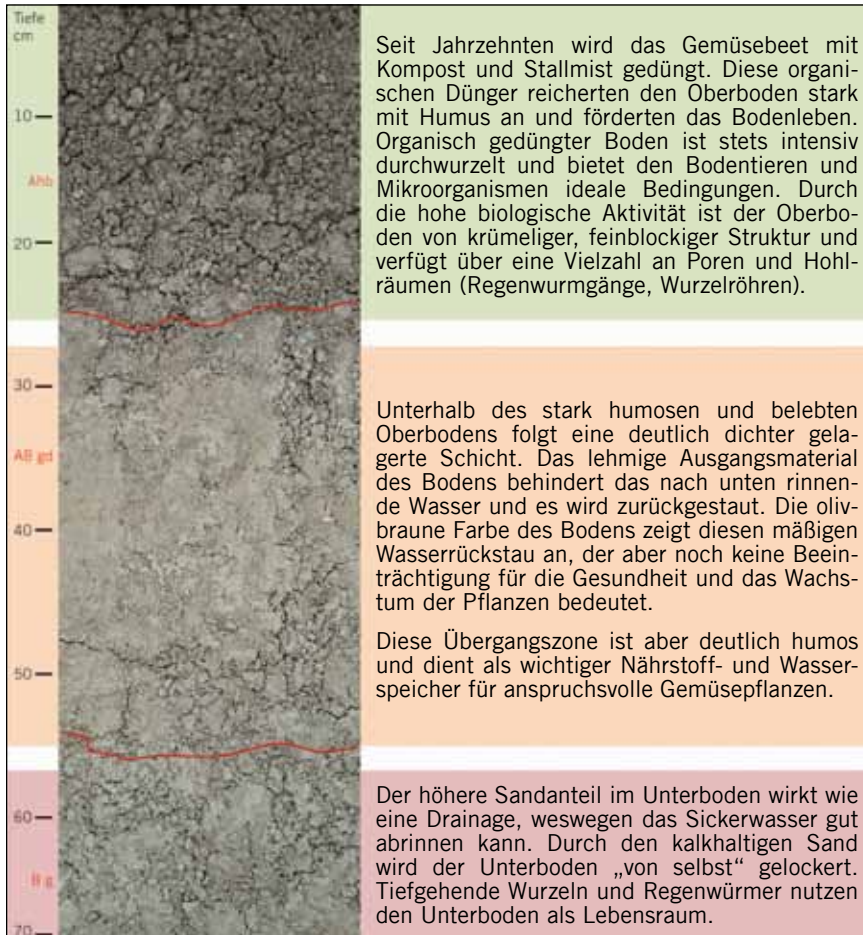 Tiefe
cm
10
Ahb
20
Seit Jahrzehnten wird das Gemüsebeet mit
Kompost und Stallmist gedüngt. Diese organi-
schen Dünger reicherten den Oberboden stark
mit Humus an und förderten das Bodenleben.
Organisch gedüngter Boden ist stets intensiv
durchwurzelt und bietet den Bodentieren und
Mikroorganismen ideale Bedingungen. Durch
die hohe biologische Aktivität ist der Oberbo-
den von krümeliger, feinblockiger Struktur und
verfügt über eine Vielzahl an Poren und Hohl-
räumen (Regenwurmgänge, Wurzelröhren).
30
AB gd
40
50
Unterhalb des stark humosen und belebten
Oberbodens folgt eine deutlich dichter gela-
gerte Schicht. Das lehmige Ausgangsmaterial
des Bodens behindert das nach unten rinnen-
de Wasser und es wird zurückgestaut. Die oliv-
braune Farbe des Bodens zeigt diesen mäßigen
Wasserrückstau an, der aber noch keine Beein-
trächtigung für die Gesundheit und das Wachs-
tum der Pflanzen bedeutet.
Diese Übergangszone ist aber deutlich humos
und dient als wichtiger Nährstoff- und Wasser-
speicher für anspruchsvolle Gemüsepflanzen.
60
B g
70
Der höhere Sandanteil im Unterboden wirkt wie
eine Drainage, weswegen das Sickerwasser gut
abrinnen kann. Durch den kalkhaltigen Sand
wird der Unterboden „von selbst“ gelockert.
Tiefgehende Wurzeln und Regenwürmer nutzen
den Unterboden als Lebensraum.